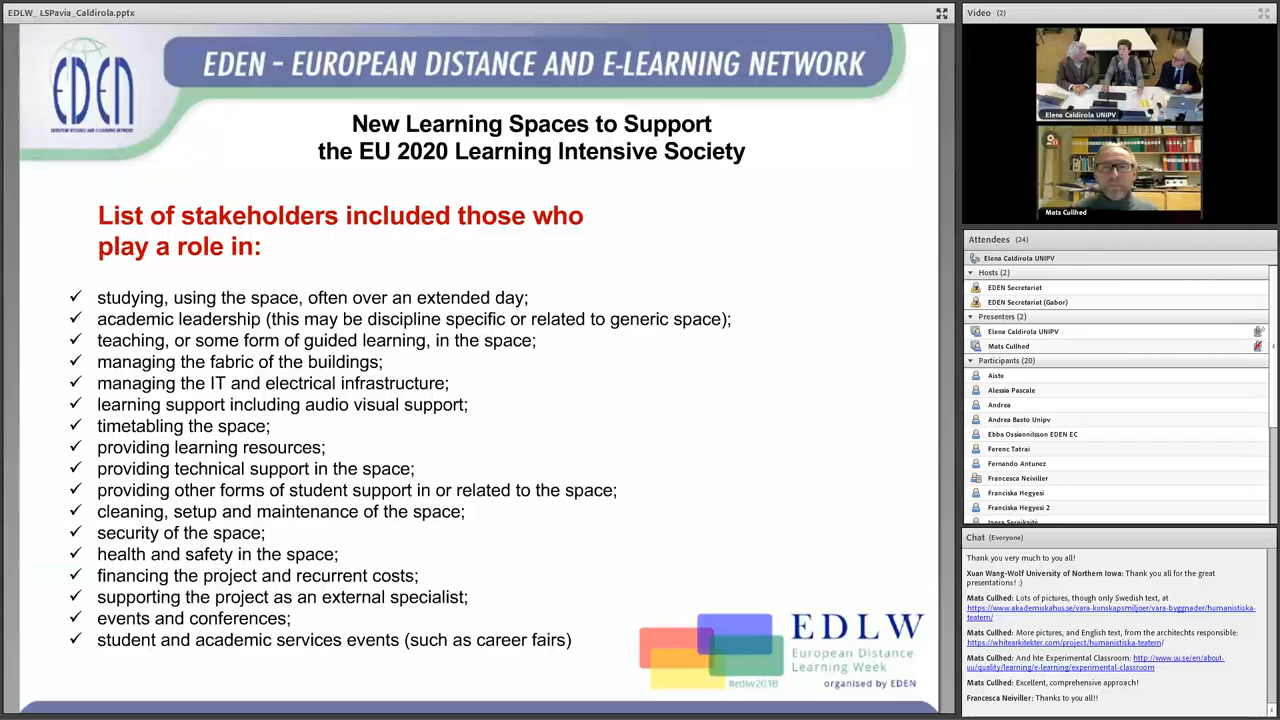 EDLW_ LSPavia_Caldirola.pptx
EDEN
EUROPEAN DISTANCE AND E-LEARNING NETWORK
EDEN – EUROPEAN DISTANCE AND E-LEARNING NETWORK
New Learning Spaces to Support
the EU 2020 Learning Intensive Society
List of stakeholders included those who
play a role in:
✓ studying, using the space, often over an extended day;
✓ academic leadership (this may be discipline specific or related to generic space);
✓ teaching, or some form of guided learning, in the space;
✓ managing the fabric of the buildings;
✓ managing the IT and electrical infrastructure;
✓ learning support including audio visual support;
✓ timetabling the space;
✓ providing learning resources;
✓ providing technical support in the space;
✓ providing other forms of student support in or related to the space;
✓ cleaning, setup and maintenance of the space;
✓ security of the space;
✓ health and safety in the space;
✓ financing the project and recurrent costs;
✓ supporting the project as an external specialist;
✓ events and conferences;
✓ student and academic services events (such as career fairs)
EDLW
European Distance
Learning Week
#edlw2018
organised by EDEN
Video (2)
Elena Caldirola UNIPV
Mats Cullhed
Attendees (24)
Elena Caldirola UNIPV
Hosts (2)
EDEN Secretariat
EDEN Secretariat (Gabor)
Presenters (2)
Elena Caldirola UNIPV
Mats Cullhed
Participants (20)
Aiste
Alessia Pascale
Andrea
Andrea Basto Unipv
Ebba Ossiannilsson EDEN EC
Ferenc Tatrai
Fernando Antunez
Francesca Neiviller
Franciska Hegyesi
Franciska Hegyesi 2
Chat (Everyone)
Thank you very much to you all!
Xuan Wang-Wolf University of Northern Iowa: Thank you all for the great
presentations! :)
Mats Cullhed: Lots of pictures, though only Swedish text, at
https://www.akademiskahus.se/vara-kunskapsmiljoer/vara-byggnader/humanistiska-
teatern/
Mats Cullhed: More pictures, and English text, from the architechts responsible:
https://whitearkitekter.com/project/humanistiska-teatern/
Mats Cullhed: And hte Experimental Classroom: http://www.uu.se/en/about-
uu/quality/learning/e-learning/experimental-classroom
Mats Cullhed: Excellent, comprehensive approach!
Francesca Neiviller: Thanks to you all!!